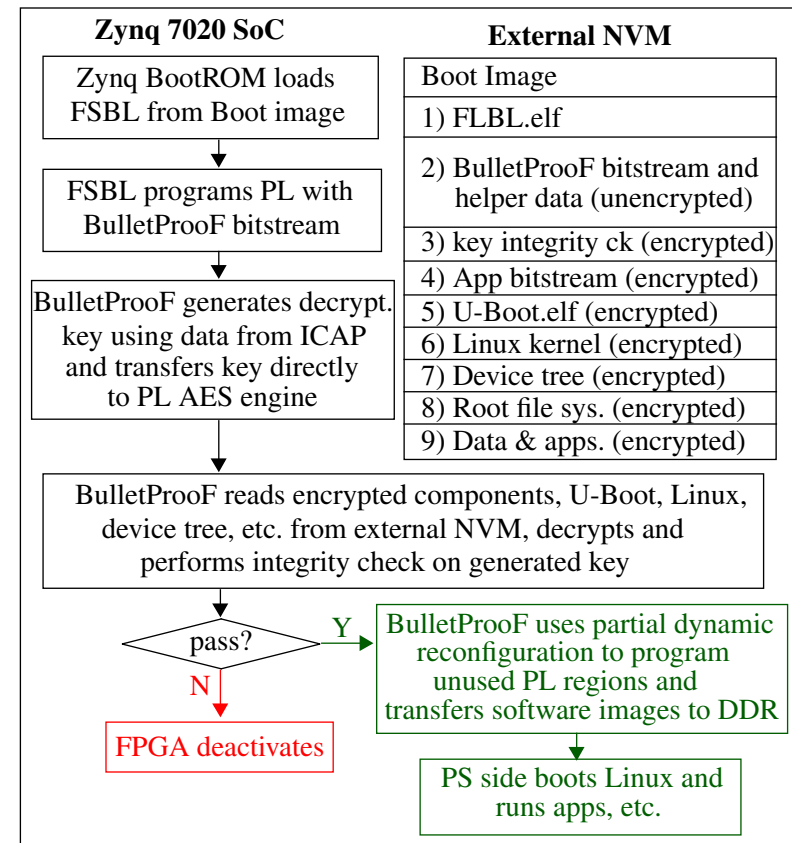 Zynq 7020 SoC
Zynq BootROM loads
FSBL from Boot image
FSBL programs PL with
BulletProoF bitstream
BulletProoF generates decrypt.
key using data from ICAP
and transfers key directly
to PL AES engine
External NVM
Boot Image
1) FLBL.elf
2) BulletProoF bitstream and
helper data (unencrypted)
3) key integrity ck (encrypted)
4) App bitstream (encrypted)
5) U-Boot.elf (encrypted)
6) Linux kernel (encrypted)
7) Device tree (encrypted)
8) Root file sys. (encrypted)
9) Data & apps. (encrypted)
BulletProoF reads encrypted components, U-Boot, Linux,
device tree, etc. from external NVM, decrypts and
performs integrity check on generated key
pass?
Y
N
FPGA deactivates
BulletProoF uses partial dynamic
reconfiguration to program
unused PL regions and
transfers software images to DDR
PS side boots Linux and
runs apps, etc.